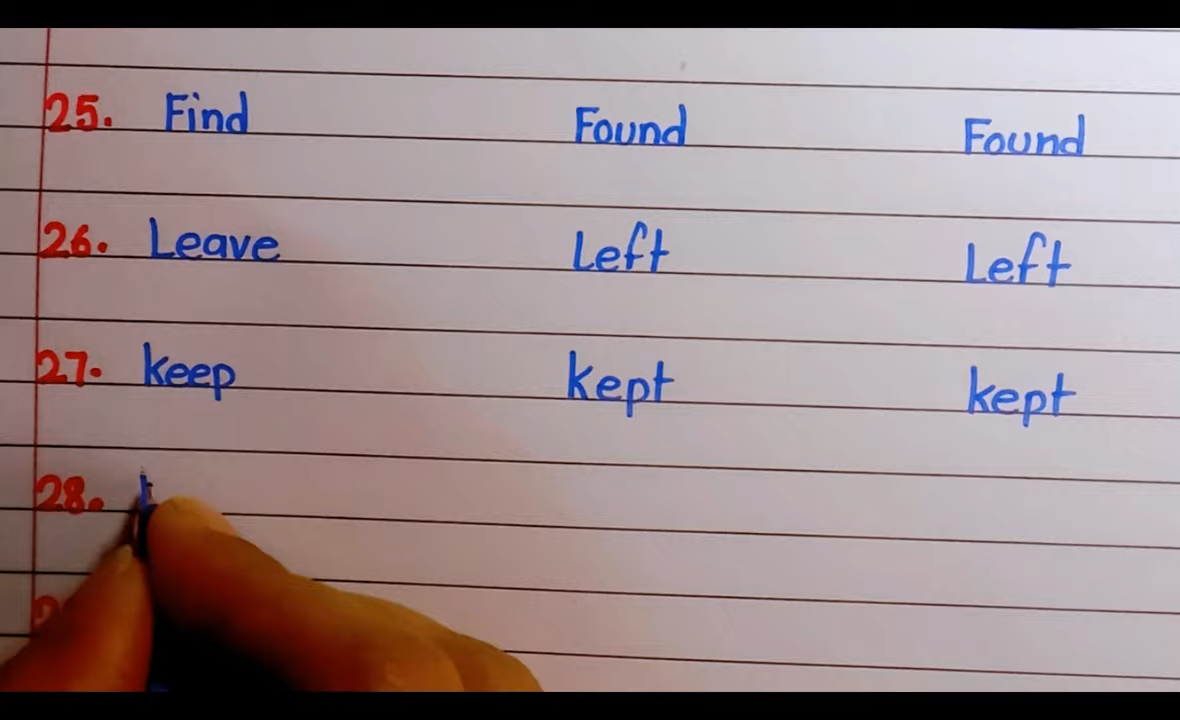 25. Find Found Found
26. Leave Left Left
27. keep kept kept
28.